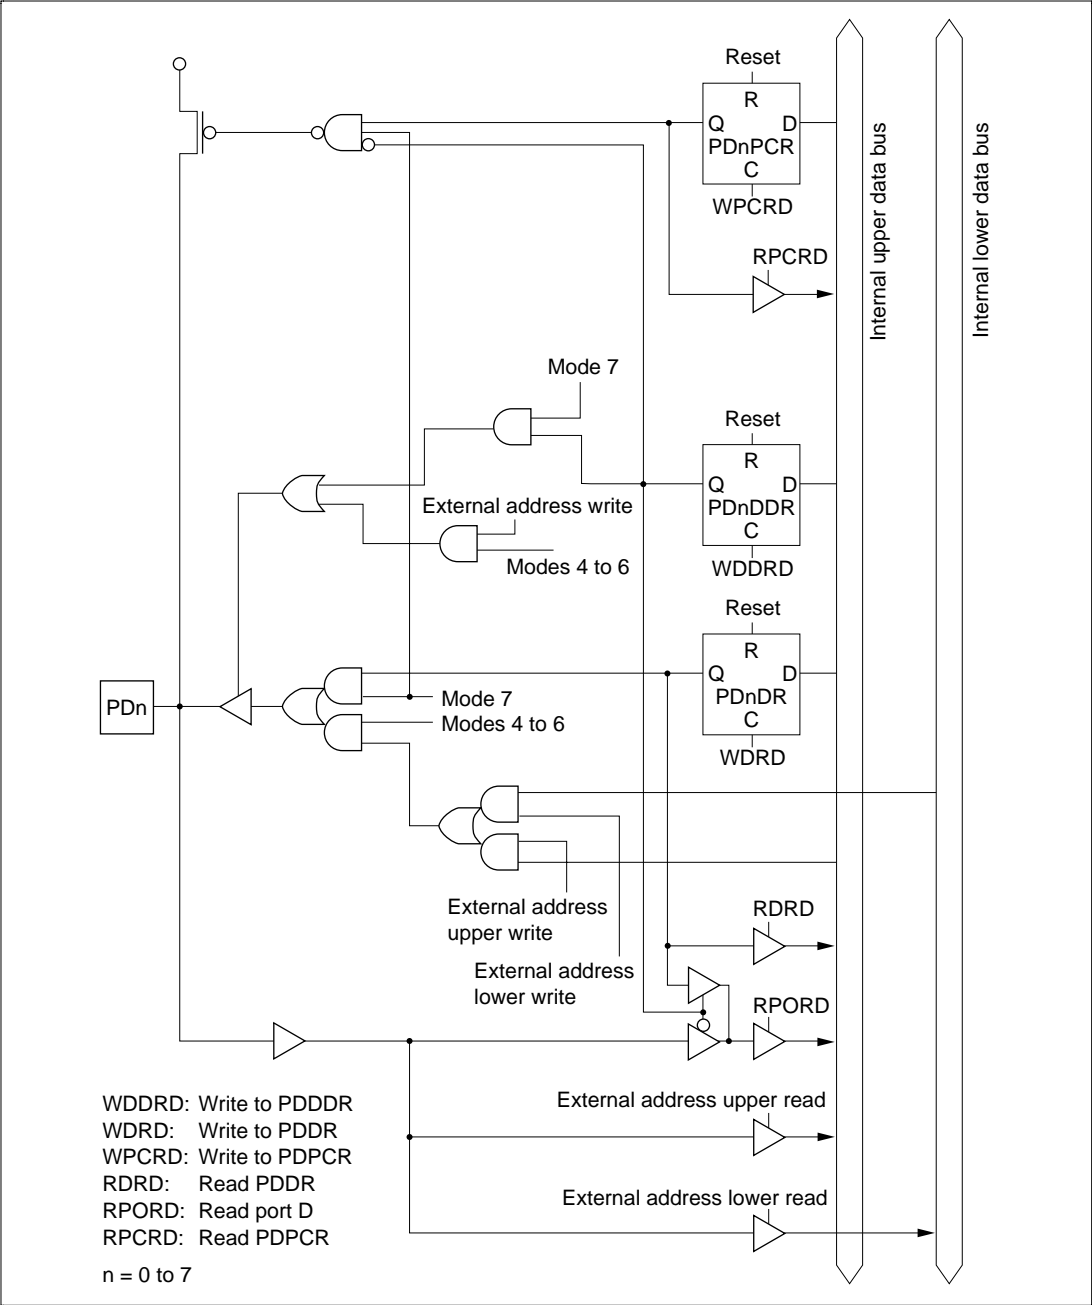 Reset
R
Q D
PDnPCR
C
WPCRD
Internal upper data bus
Internal lower data bus
RPCRD
Mode 7
Reset
R
Q D
PDnDDR
C
WDDRD
External address write
Modes 4 to 6
Reset
R
Q D
PDnDR
C
WDRD
PDn
Mode 7
Modes 4 to 6
External address
upper write
External address
lower write
RDRD
RPORD
External address upper read
External address lower read
WDDRD: Write to PDDDR
WDRD: Write to PDDR
WPCRD: Write to PDPCR
RDRD: Read PDDR
RPORD: Read port D
RPCRD: Read PDPCR
n = 0 to 7